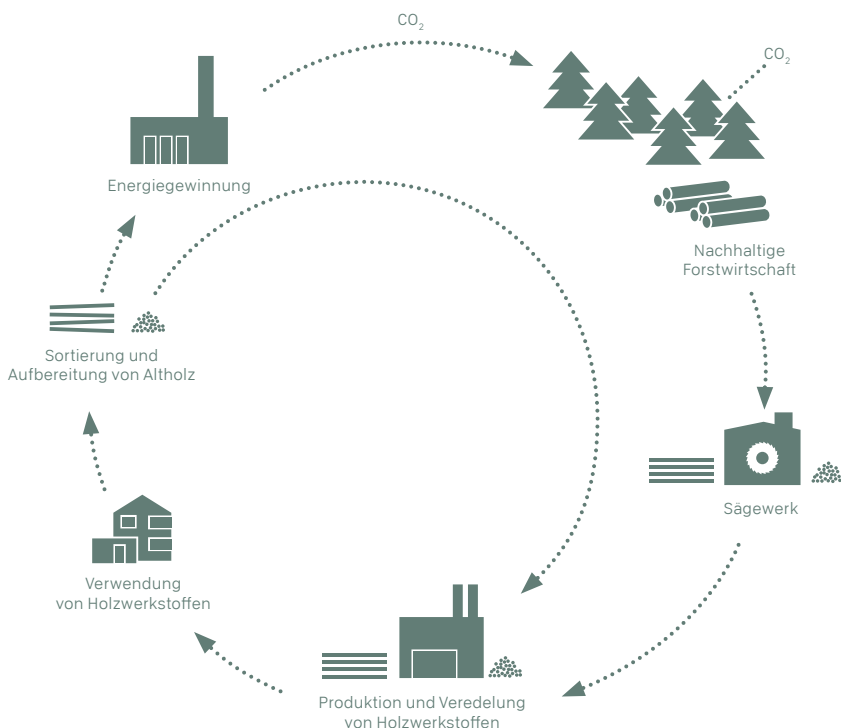 CO₂
CO₂
Energiegewinnung
Nachhaltige
Forstwirtschaft
Sortierung und
Aufbereitung von Altholz
Sägewerk
Verwendung
von Holzwerkstoffen
Produktion und Veredelung
von Holzwerkstoffen